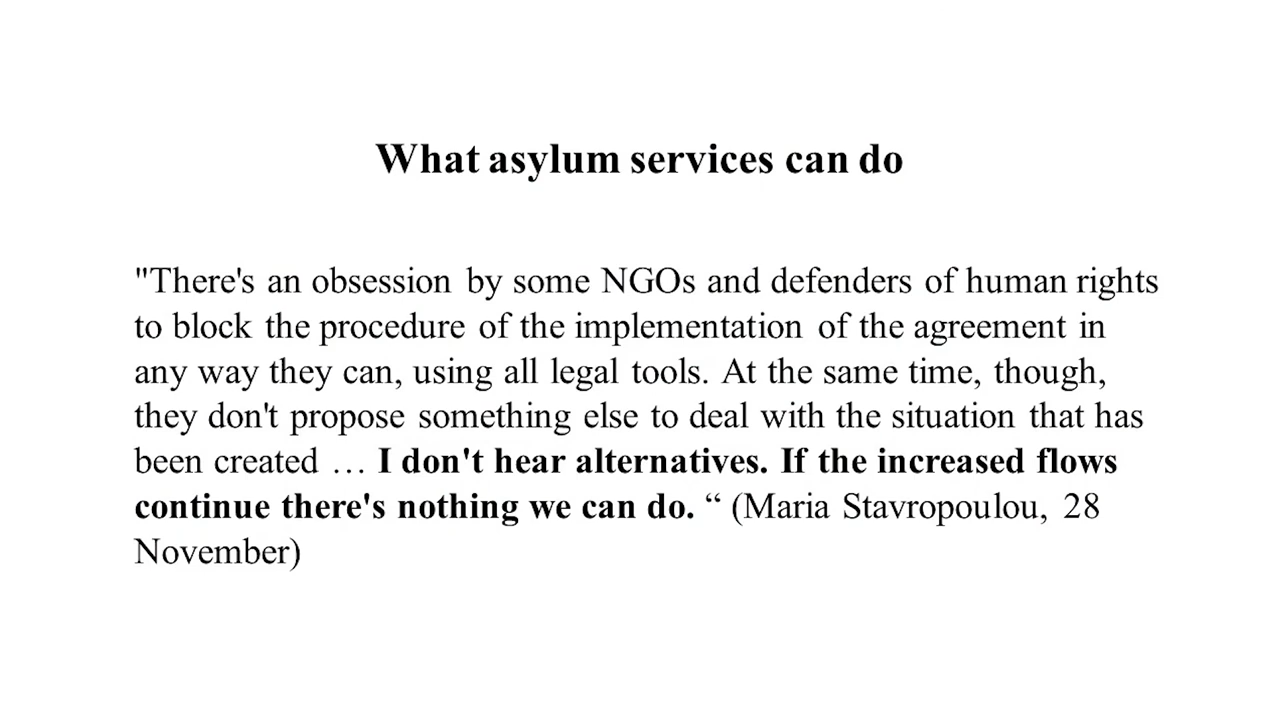 What asylum services can do
"There's an obsession by some NGOs and defenders of human rights
to block the procedure of the implementation of the agreement in
any way they can, using all legal tools. At the same time, though,
they don't propose something else to deal with the situation that has
been created … I don't hear alternatives. If the increased flows
continue there's nothing we can do. “ (Maria Stavropoulou, 28
November)